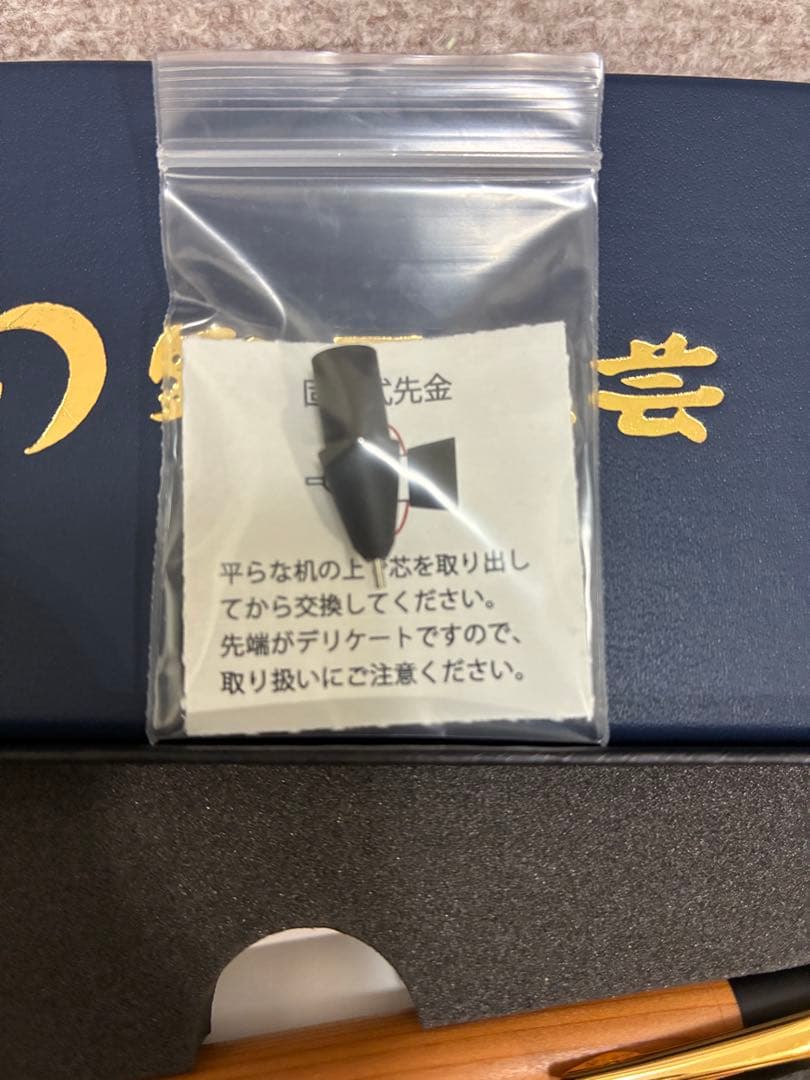 の 芸
固 式先金
平らな机の上 芯を取り出し
てから交換してください。
先端がデリケートですので、
取り扱いにご注意ください。